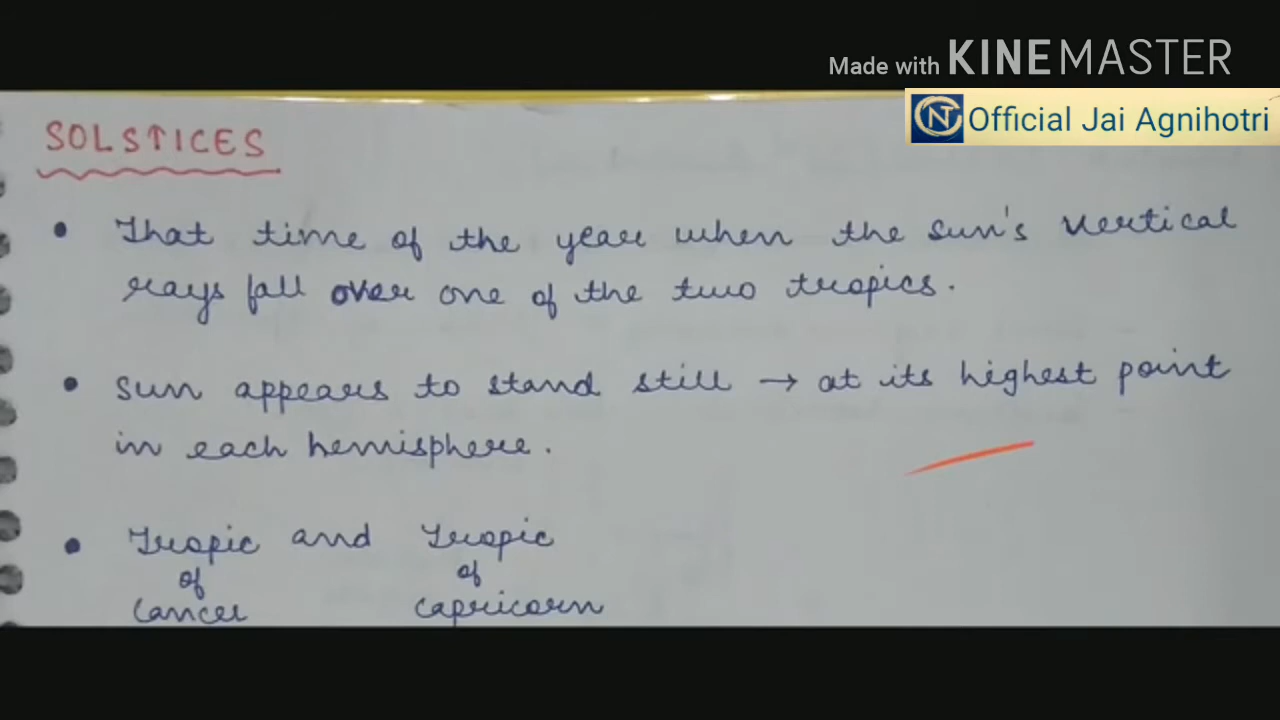 Made with KINEMASTER
Official Jai Agnihotri
SOLSTICES
• That time of the year when the sun's vertical
rays fall over one of the two tropics.
• Sun appears to stand still → at its highest point
in each hemisphere.
• Tropic and Tropic
of of
Cancer Capricorn